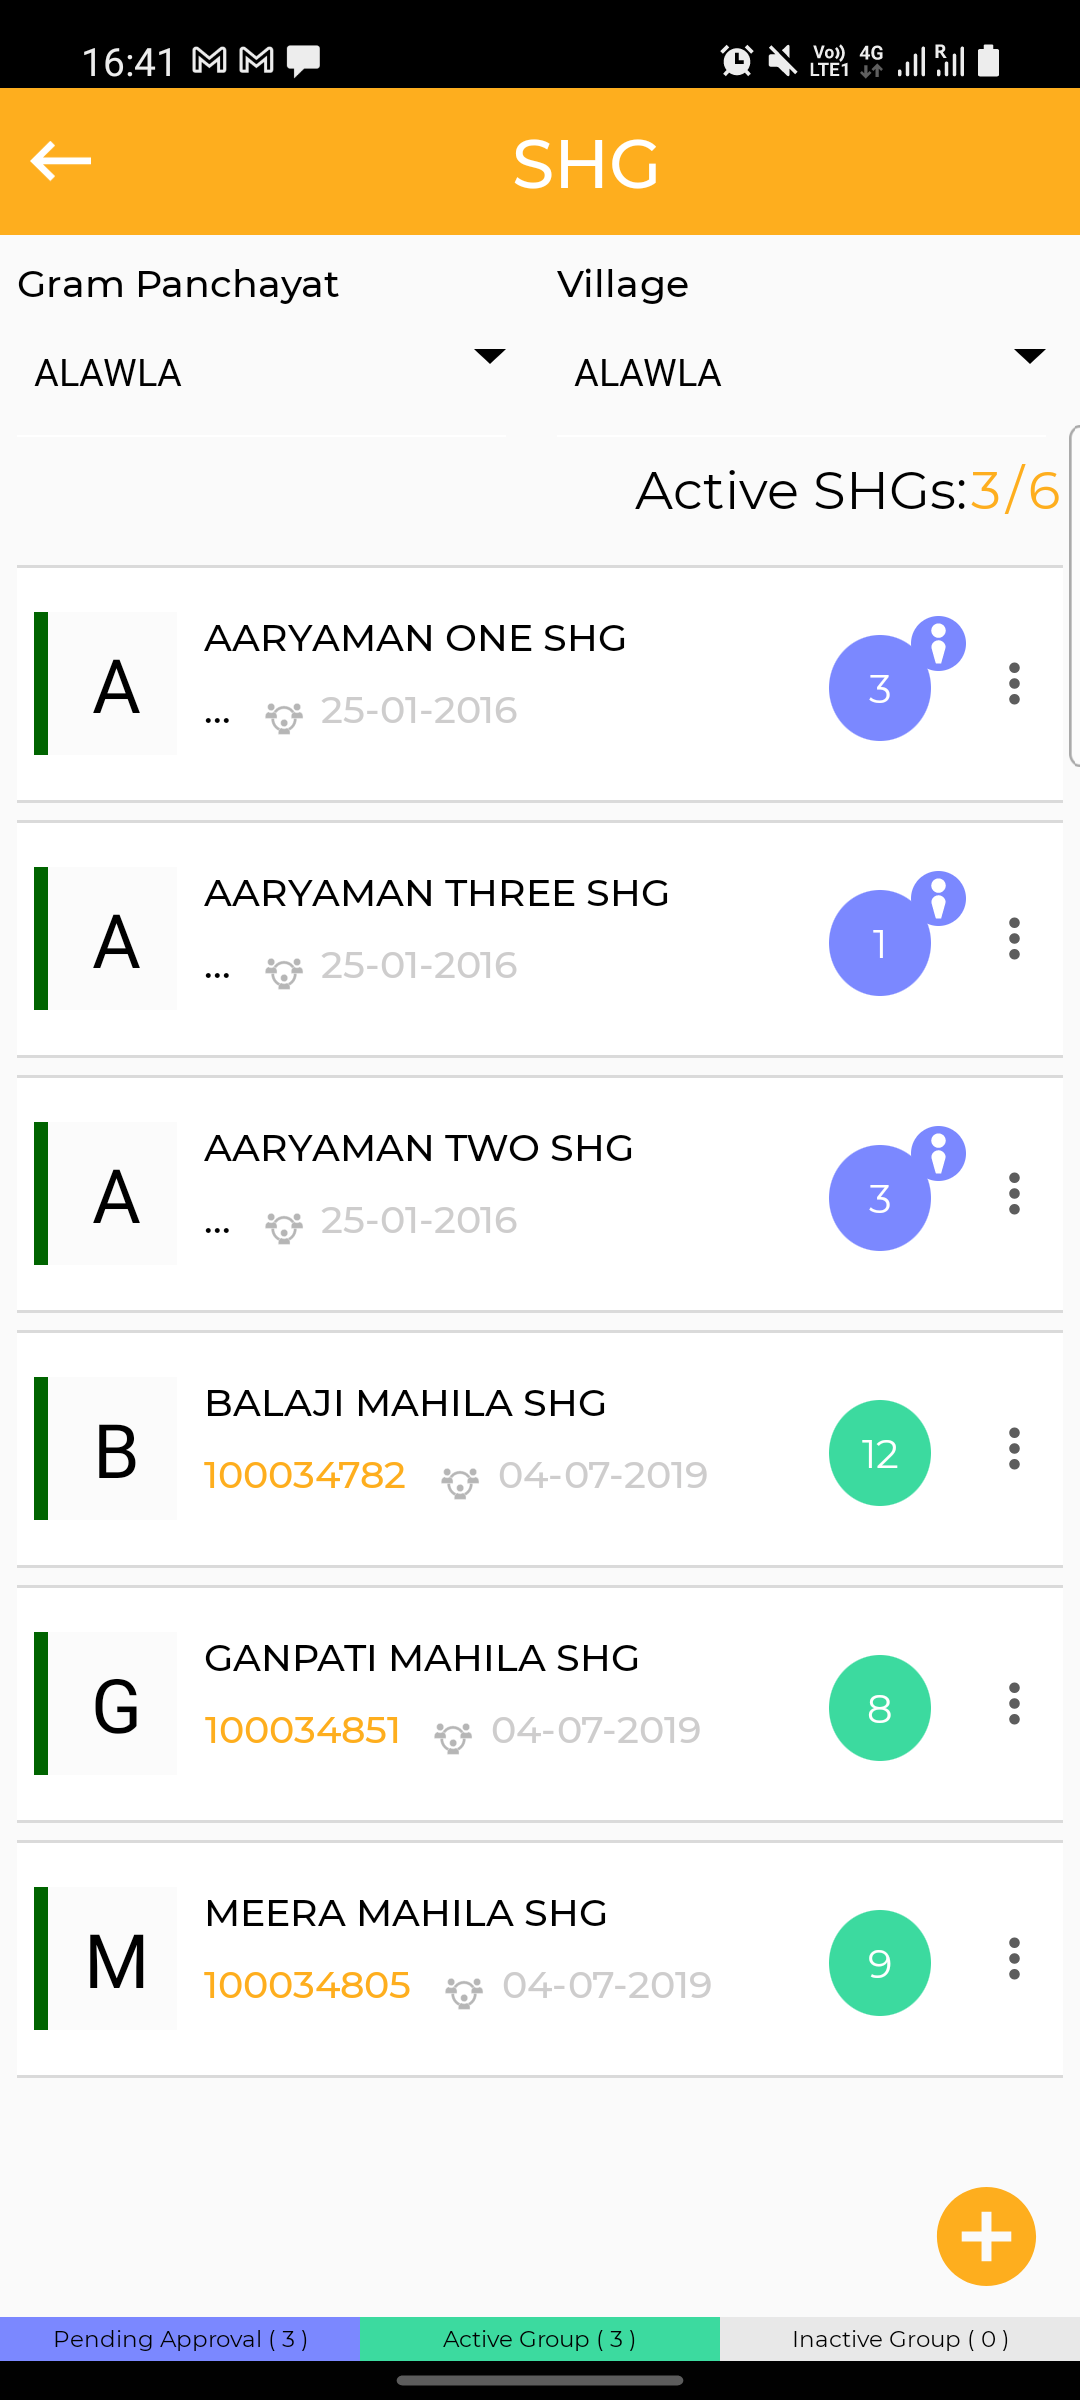 16:41
Vo)) LTE1 4G R
SHG
Gram Panchayat Village
ALAWLA ALAWLA
Active SHGs:3/6
A AARYAMAN ONE SHG 3
... 25-01-2016
A AARYAMAN THREE SHG 1
... 25-01-2016
A AARYAMAN TWO SHG 3
... 25-01-2016
B BALAJI MAHILA SHG 12
100034782 04-07-2019
G GANPATI MAHILA SHG 8
100034851 04-07-2019
M MEERA MAHILA SHG 9
100034805 04-07-2019
Pending Approval ( 3 ) Active Group ( 3 ) Inactive Group ( 0 )